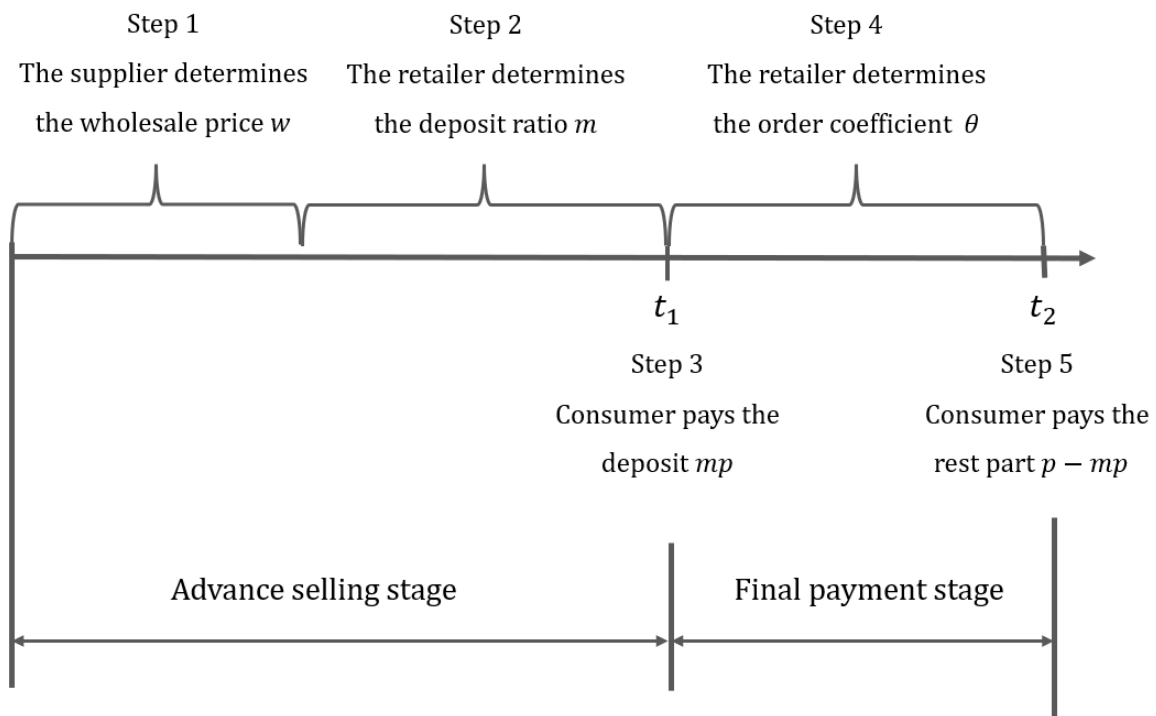 Step 1
The supplier determines
the wholesale price w
Step 2
The retailer determines
the deposit ratio m
Step 4
The retailer determines
the order coefficient θ
t₁
t₂
Step 3
Consumer pays the
deposit mp
Step 5
Consumer pays the
rest part p − mp
Advance selling stage
Final payment stage